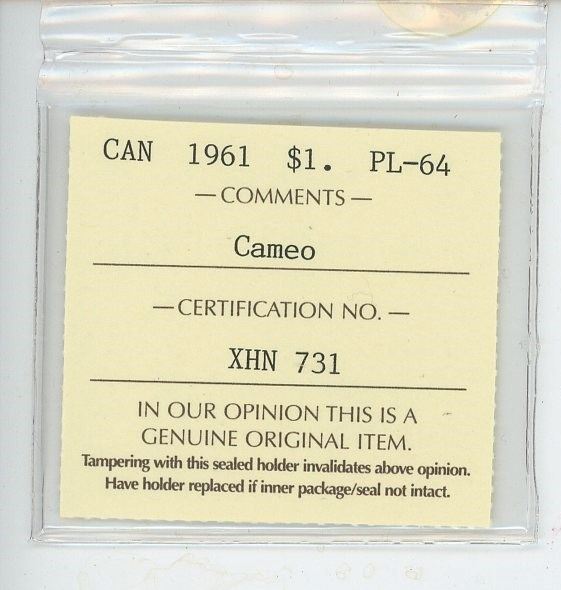 CAN 1961 $1. PL-64
— COMMENTS —
Cameo
— CERTIFICATION NO. —
XHN 731
IN OUR OPINION THIS IS A
GENUINE ORIGINAL ITEM.
Tampering with this sealed holder invalidates above opinion.
Have holder replaced if inner package/seal not intact.